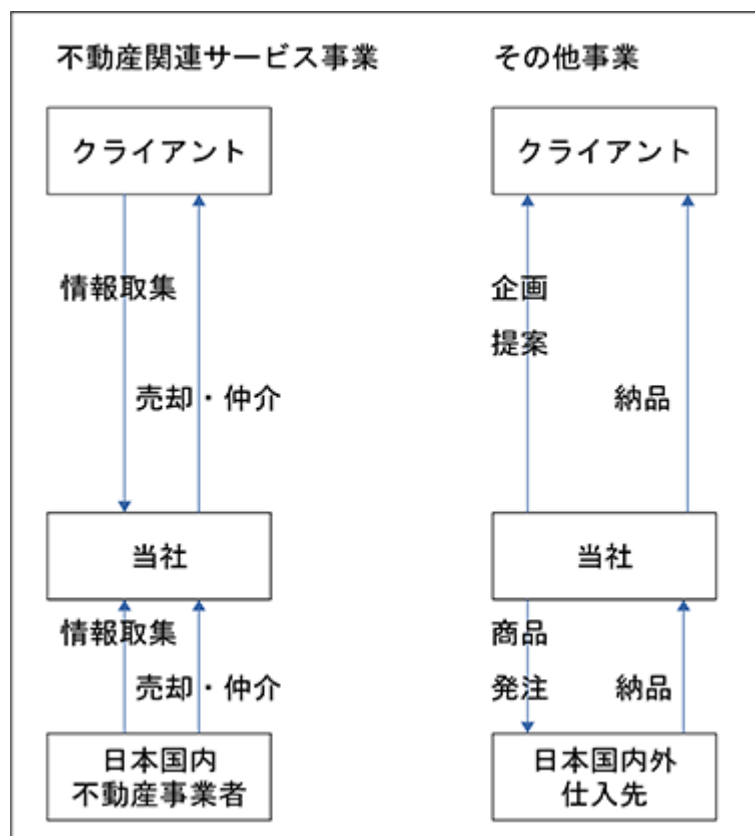 不動産関連サービス事業
クライアント
情報取集
売却・仲介
当社
情報取集
売却・仲介
日本国内
不動産事業者
その他事業
クライアント
企画
提案
納品
当社
商品
発注
納品
日本国内外
仕入先